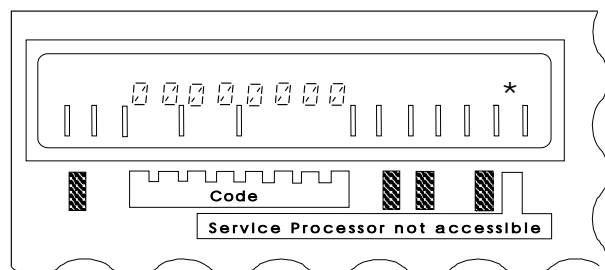 00000000
*
Code
Service Processor not accessible